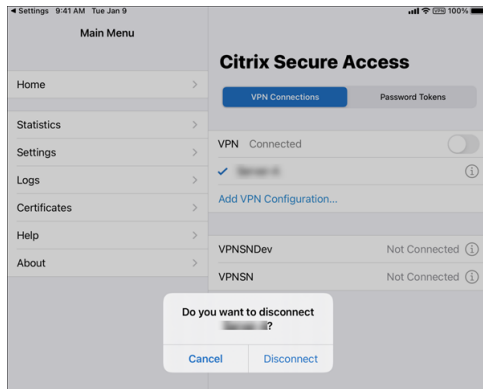 Settings 9:41 AM Tue Jan 9
VPN 100%
Main Menu
Home
Statistics
Settings
Logs
Certificates
Help
About
Citrix Secure Access
VPN Connections
Password Tokens
VPN Connected
Add VPN Configuration...
VPNSNDev Not Connected
VPNSN Not Connected
Do you want to disconnect
?
Cancel
Disconnect